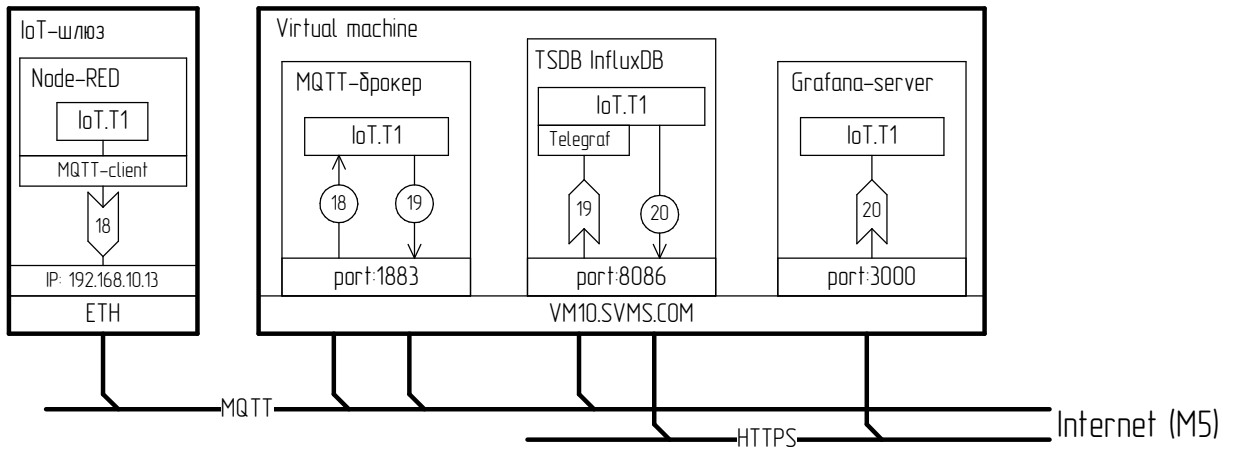 IoT-шлюз
Node-RED
IoT.T1
MQTT-client
18
IP: 192.168.10.13
ETH
Virtual machine
MQTT-брокер
IoT.T1
18
19
port:1883
TSDB InfluxDB
IoT.T1
Telegraf
19
20
port:8086
Grafana-server
IoT.T1
20
port:3000
VM10.SVMS.COM
MQTT
HTTPS
Internet (M5)